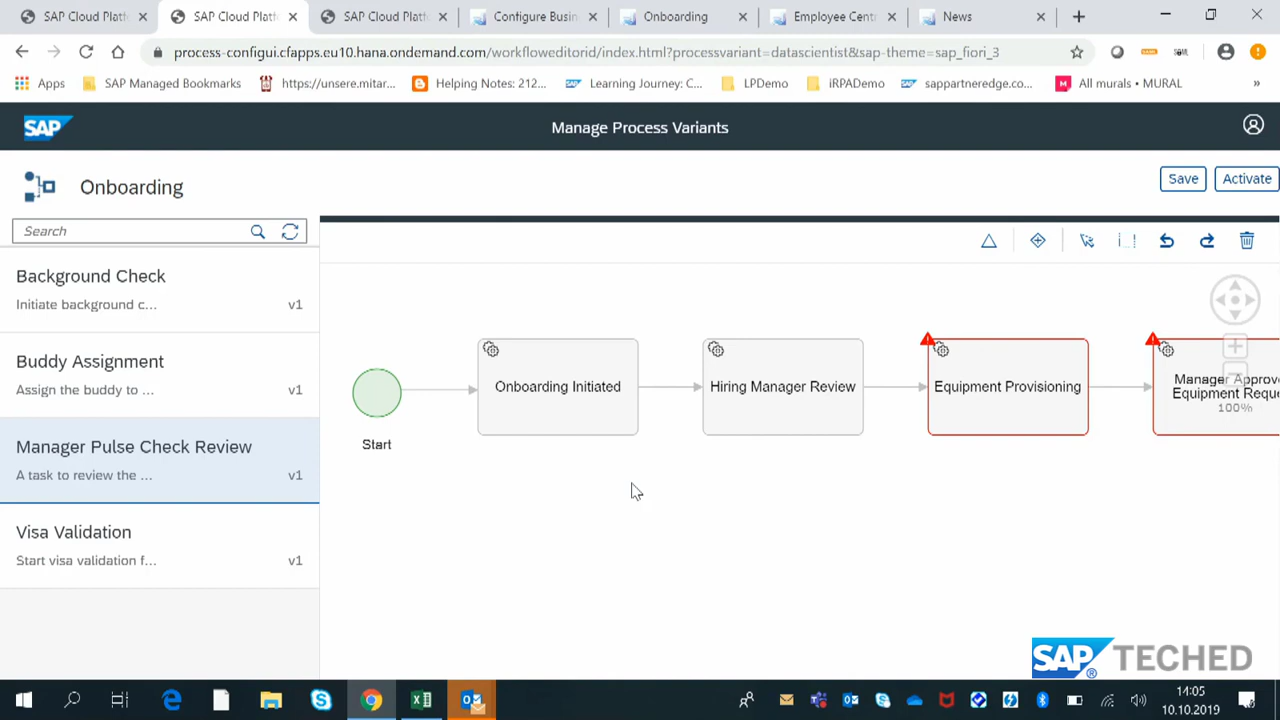 SAP Cloud Platf
SAP Cloud Platf
SAP Cloud Platf
Configure Busin
Onboarding
Employee Cent
News
process-configui.cfapps.eu10.hana.ondemand.com/workfloweditorid/index.html?processvariant=datascientist&sap-theme=sap_fiori_3
Apps
SAP Managed Bookmarks
https://unsere.mitar...
Helping Notes: 212...
Learning Journey: C...
LPDemo
iRPADemo
sappartneredge.co...
All murals • MURAL
»
SAP
Manage Process Variants
Onboarding
Save
Activate
Search
Background Check
Initiate background c...
v1
Buddy Assignment
Assign the buddy to ...
v1
Manager Pulse Check Review
A task to review the ...
v1
Visa Validation
Start visa validation f...
v1
Start
Onboarding Initiated
Hiring Manager Review
Equipment Provisioning
Manager Approve
Equipment Reque
100%
SAP® TECHED
14:05
10.10.2019